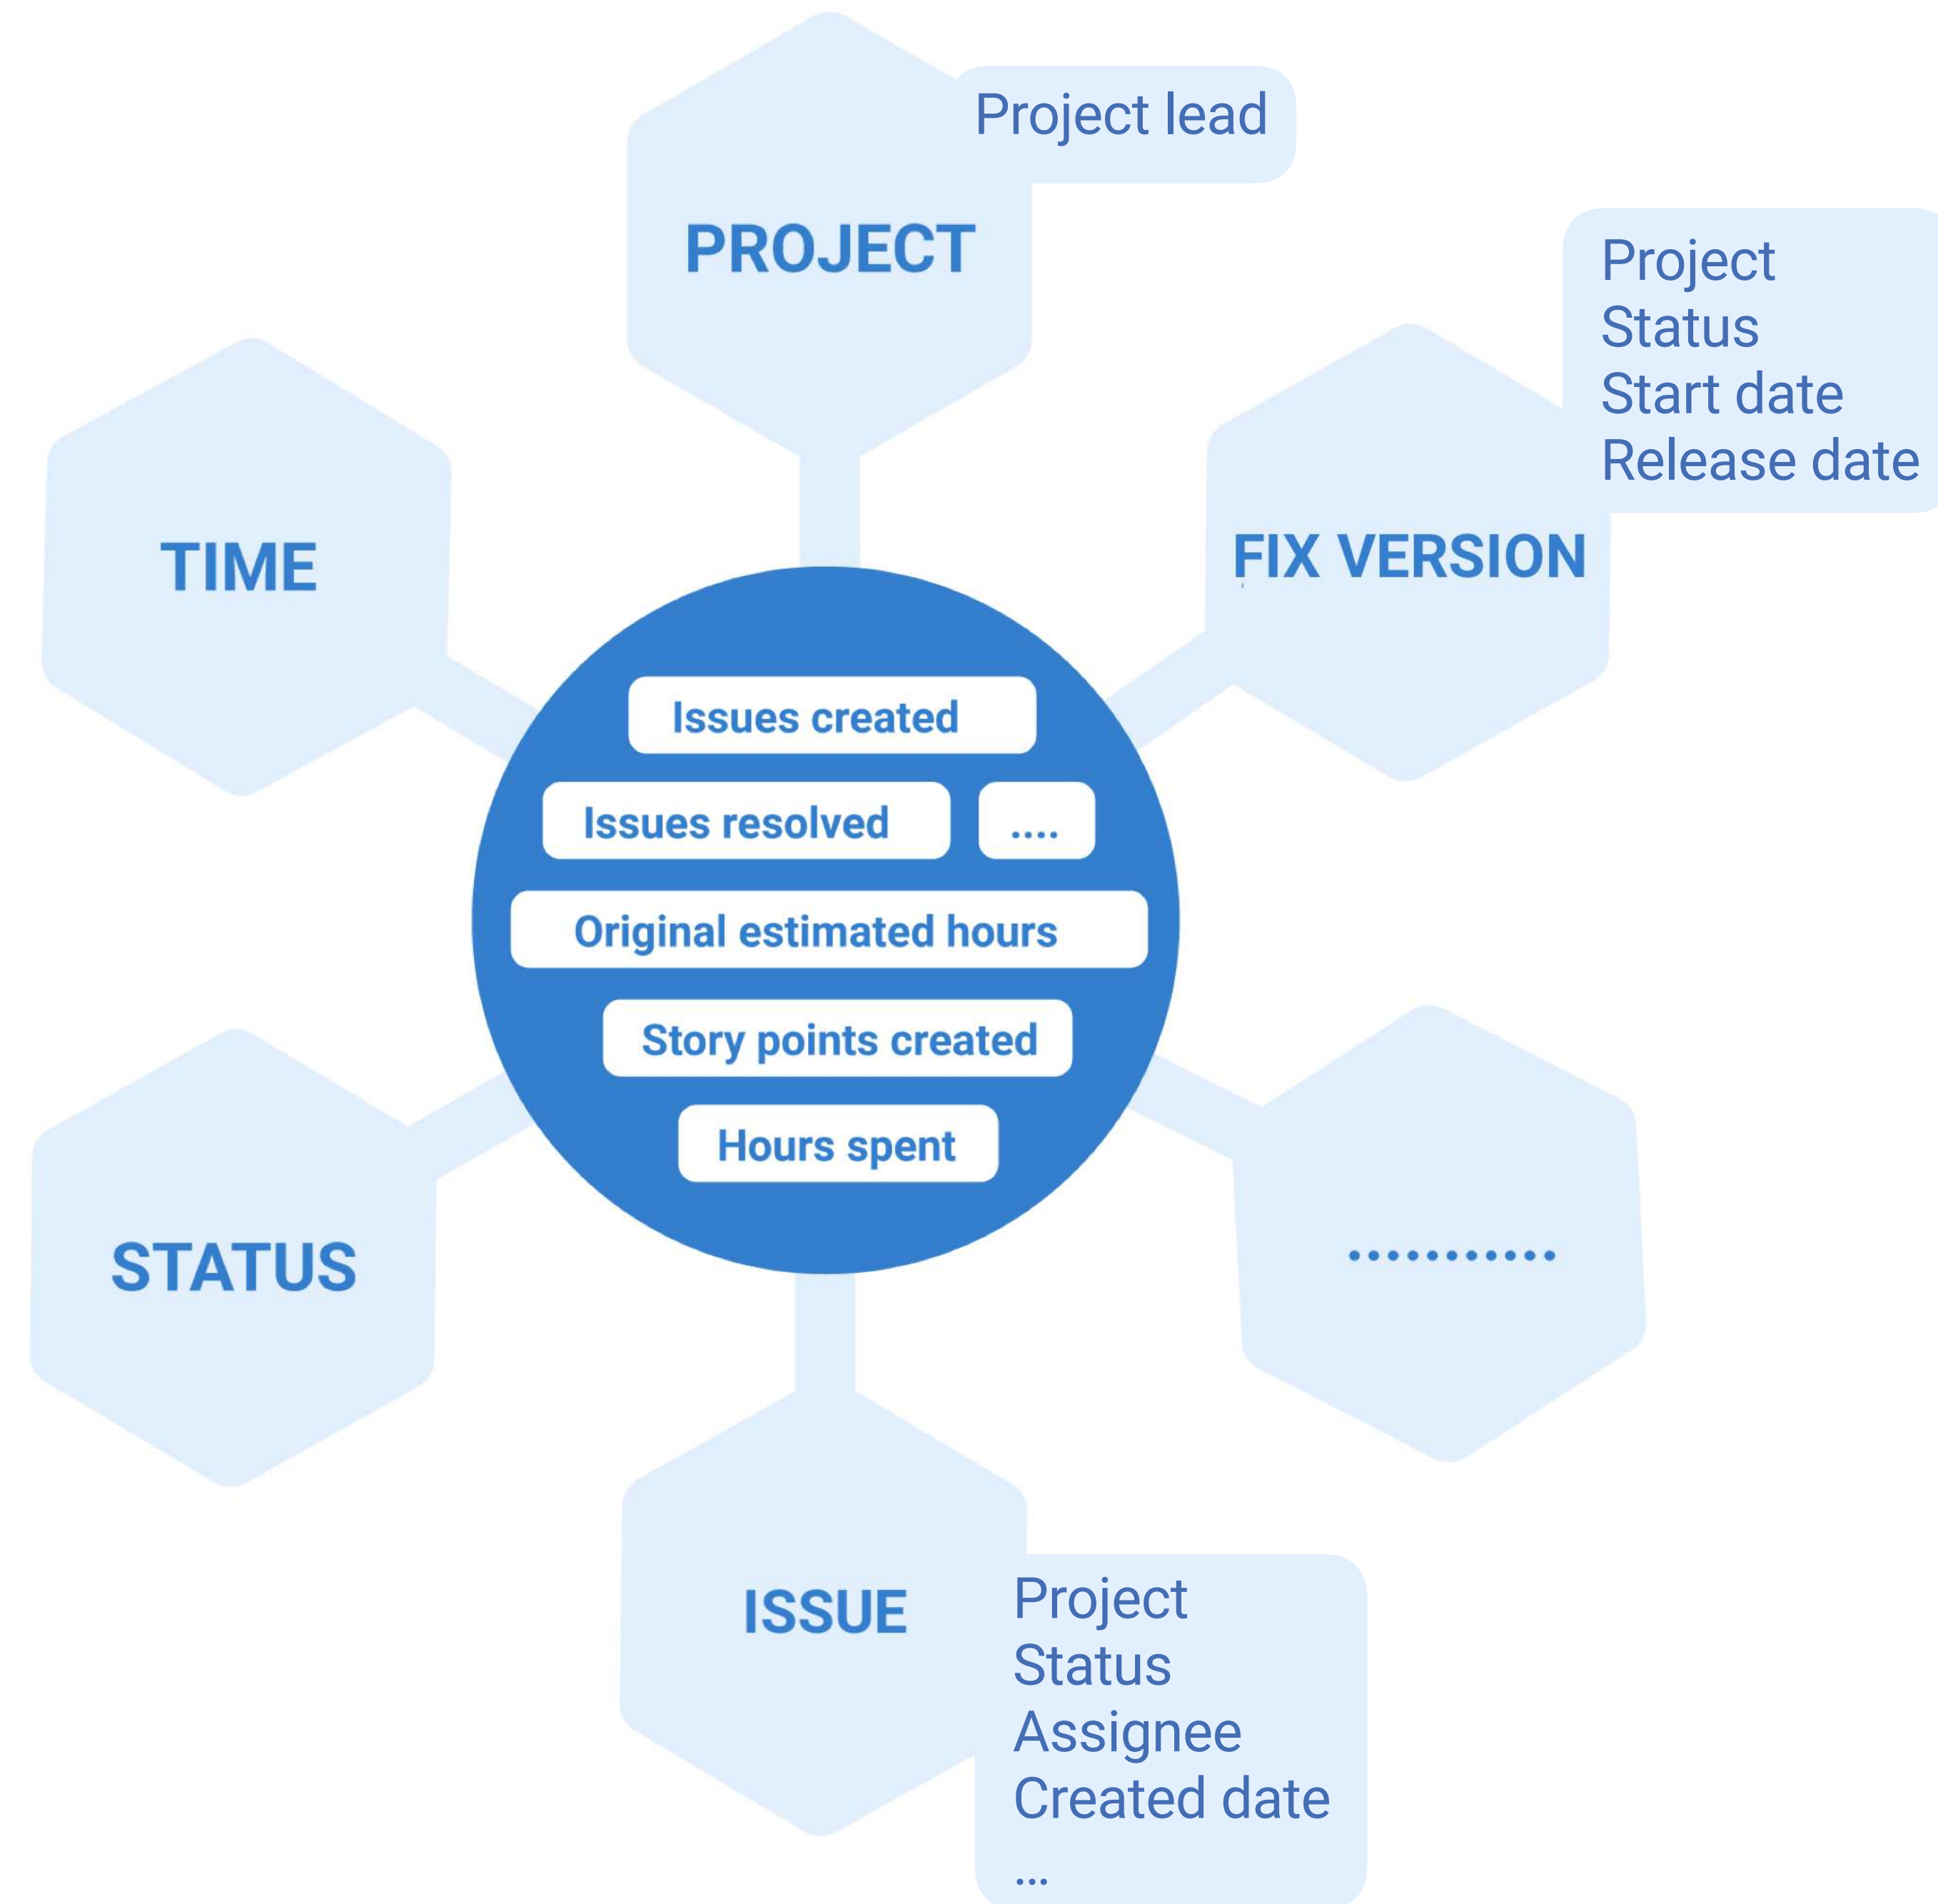 Project lead
PROJECT
Project
Status
Start date
Release date
FIX VERSION
TIME
Issues created
Issues resolved
....
Original estimated hours
Story points created
Hours spent
STATUS
...........
ISSUE
Project
Status
Assignee
Created date
...